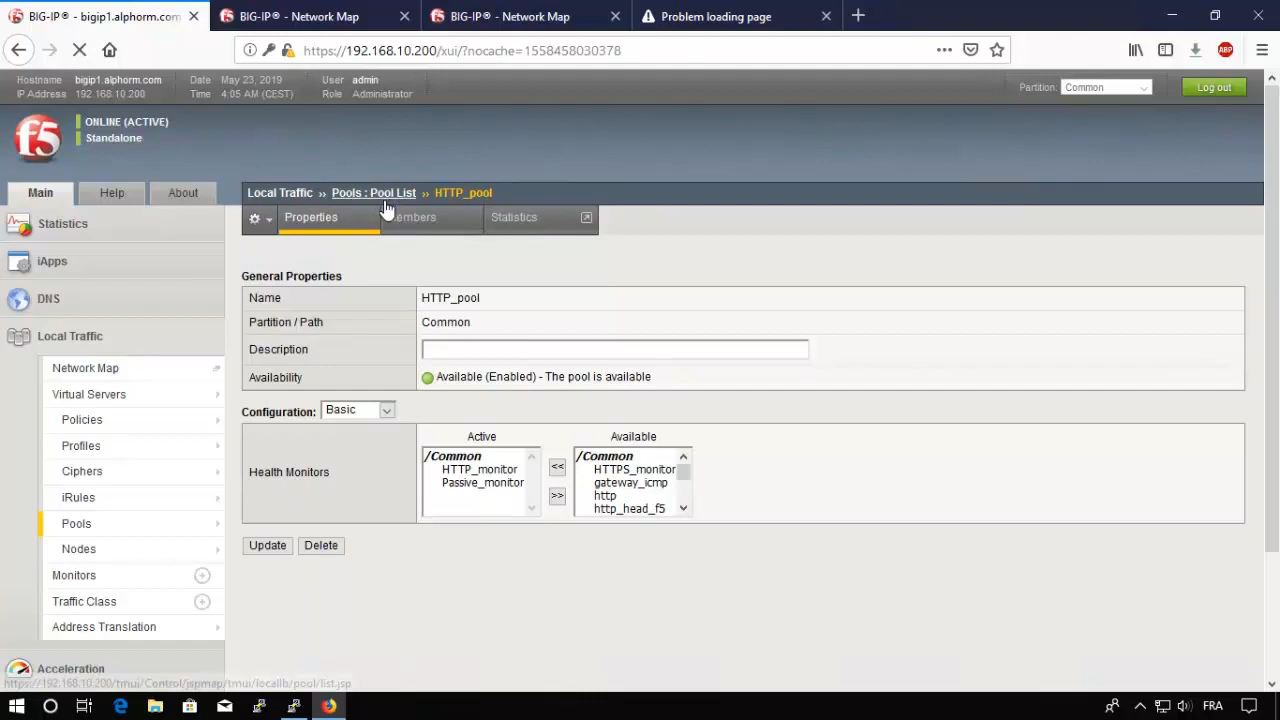 BIG-IP® - bigip1.alphorm.com
BIG-IP® - Network Map
BIG-IP® - Network Map
Problem loading page
https://192.168.10.200/xui/?nocache=1558458030378
ABP
Hostname bigip1.alphorm.com Date May 23, 2019 User admin
IP Address 192.168.10.200 Time 4:05 AM (CEST) Role Administrator
Partition: Common Log out
f5
ONLINE (ACTIVE)
Standalone
Main Help About
Local Traffic ›› Pools : Pool List ›› HTTP_pool
Properties embers Statistics
Statistics
iApps
DNS
Local Traffic
Network Map
Virtual Servers
Policies
Profiles
Ciphers
iRules
Pools
Nodes
Monitors
Traffic Class
Address Translation
Acceleration
General Properties
Name HTTP_pool
Partition / Path Common
Description
Availability Available (Enabled) - The pool is available
Configuration: Basic
Health Monitors
Active
/Common
HTTP_monitor
Passive_monitor
<<
>>
Available
/Common
HTTPS_monitor
gateway_icmp
http
http_head_f5
Update Delete
https://192.168.10.200/tmui/Control/jspmap/tmui/locallb/pool/list.jsp
FRA